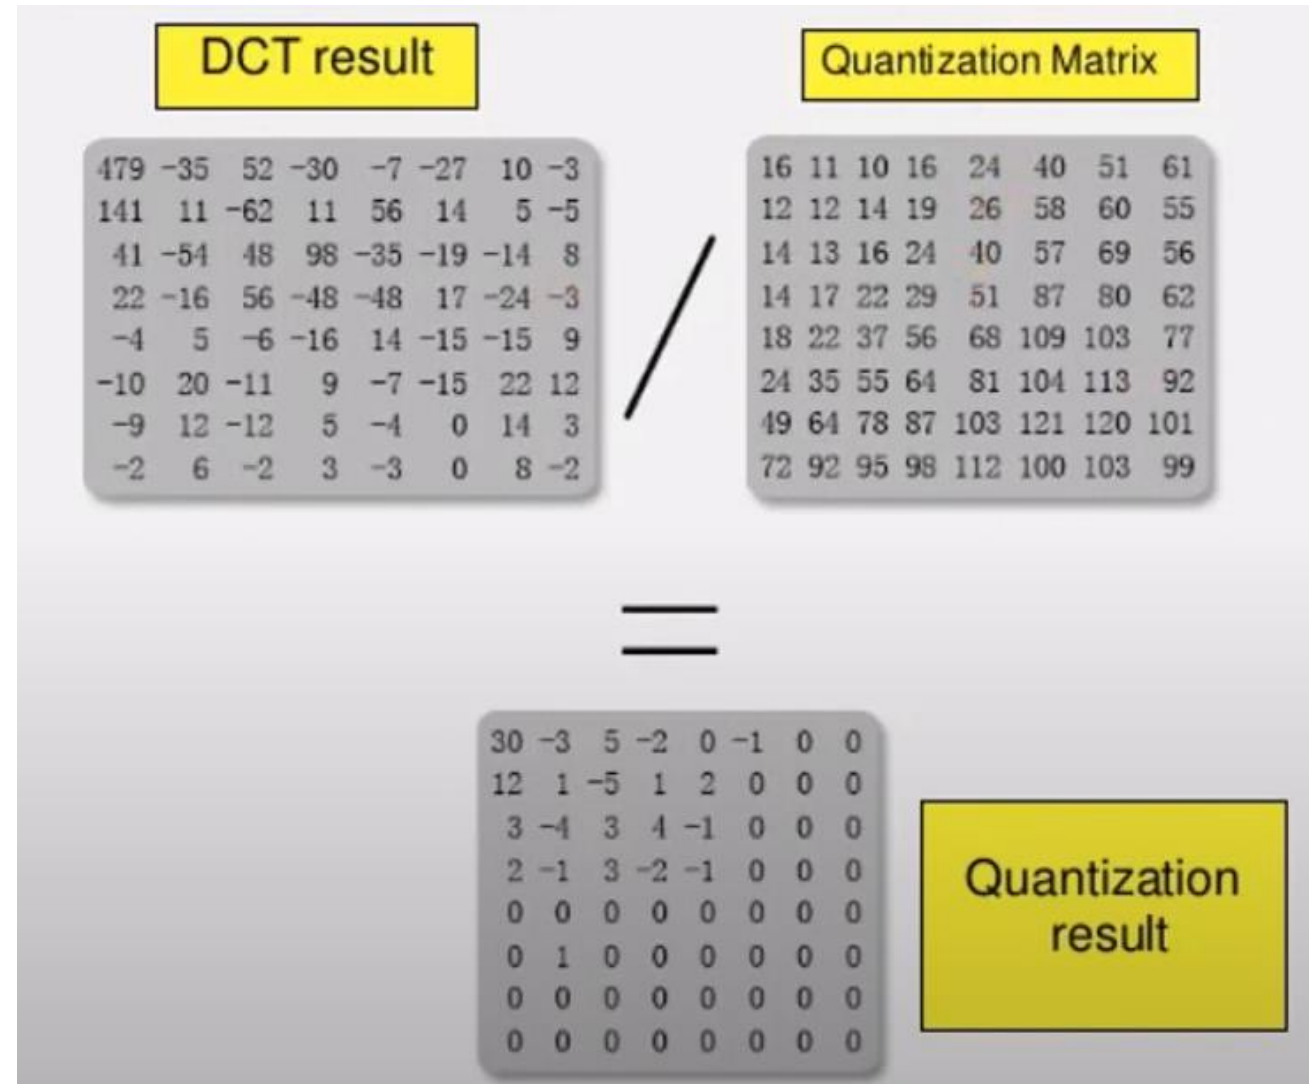 DCT result
Quantization Matrix
479 -35 52 -30 -7 -27 10 -3
141 11 -62 11 56 14 5 -5
41 -54 48 98 -35 -19 -14 8
22 -16 56 -48 -48 17 -24 -3
-4 5 -6 -16 14 -15 -15 9
-10 20 -11 9 -7 -15 22 12
-9 12 -12 5 -4 0 14 3
-2 6 -2 3 -3 0 8 -2
/
16 11 10 16 24 40 51 61
12 12 14 19 26 58 60 55
14 13 16 24 40 57 69 56
14 17 22 29 51 87 80 62
18 22 37 56 68 109 103 77
24 35 55 64 81 104 113 92
49 64 78 87 103 121 120 101
72 92 95 98 112 100 103 99
=
30 -3 5 -2 0 -1 0 0
12 1 -5 1 2 0 0 0
3 -4 3 4 -1 0 0 0
2 -1 3 -2 -1 0 0 0
0 0 0 0 0 0 0 0
0 1 0 0 0 0 0 0
0 0 0 0 0 0 0 0
0 0 0 0 0 0 0 0
Quantization
result